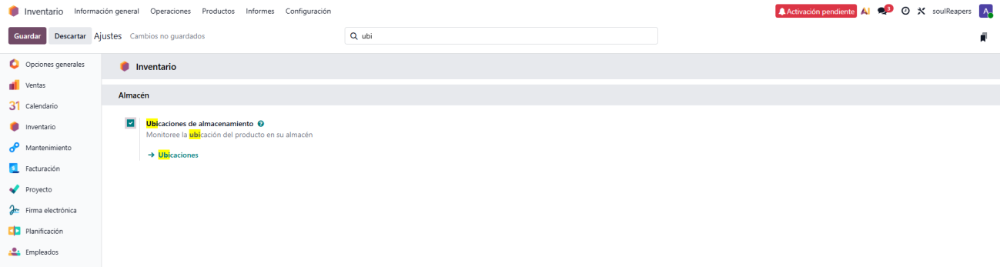 Inventario Información general Operaciones Productos Informes Configuración Activación pendiente AI 3 soulReapers A
Guardar Descartar Ajustes Cambios no guardados ubi
Opciones generales
Ventas
31 Calendario
Inventario
Mantenimiento
Facturación
Proyecto
Firma electrónica
Planificación
Empleados
Inventario
Almacén
Ubicaciones de almacenamiento ?
Monitoree la ubicación del producto en su almacén
→ Ubicaciones